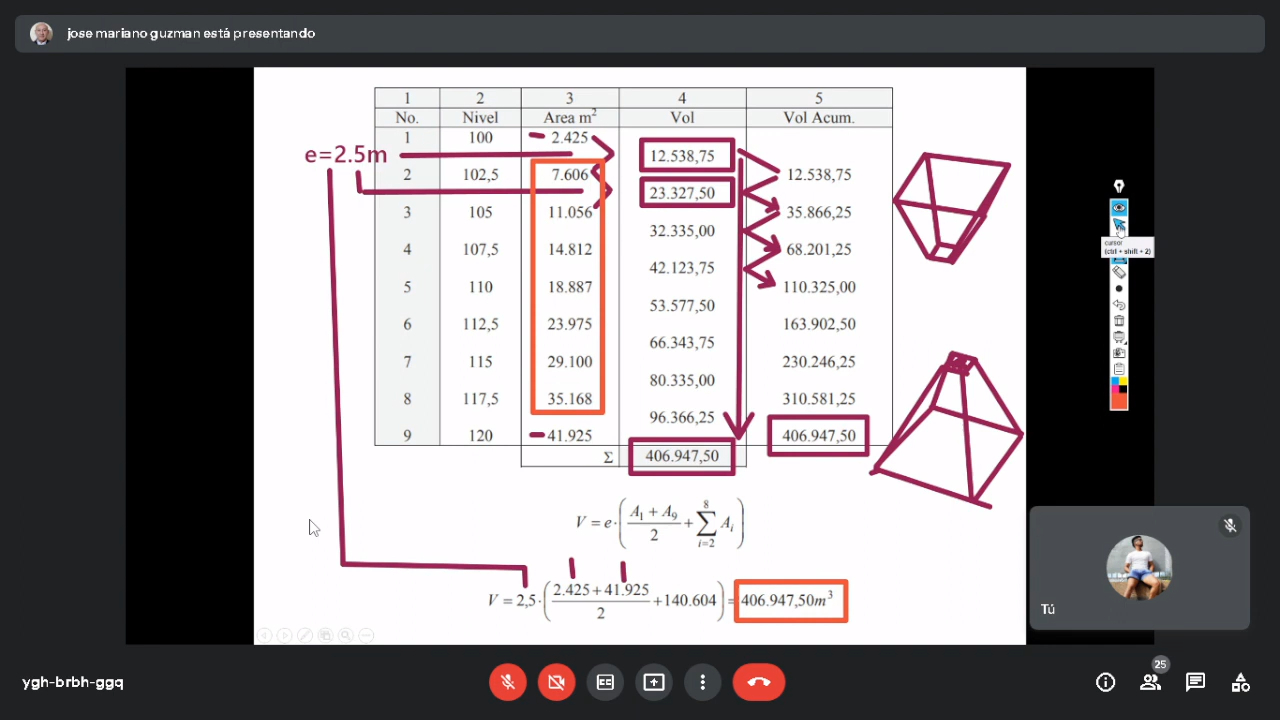 jose mariano guzman está presentando
1 2 3 4 5
No. Nivel Area m² Vol Vol Acum.
1 100 2.425
e=2.5m
12.538,75
2 102,5 7.606 12.538,75
23.327,50
3 105 11.056 35.866,25
32.335,00
4 107,5 14.812 68.201,25
42.123,75
5 110 18.887 110.325,00
53.577,50
6 112,5 23.975 163.902,50
66.343,75
7 115 29.100 230.246,25
80.335,00
8 117,5 35.168 310.581,25
96.366,25
9 120 41.925 406.947,50
Σ 406.947,50
V = e·((A₁ + A₉)/2 + ∑_{i=2}^{8} Aᵢ)
V = 2,5·((2.425 + 41.925)/2 + 140.604) = 406.947,50m³
cursor
(ctrl + shift + 2)
Tú
ygh-brbh-ggq
25